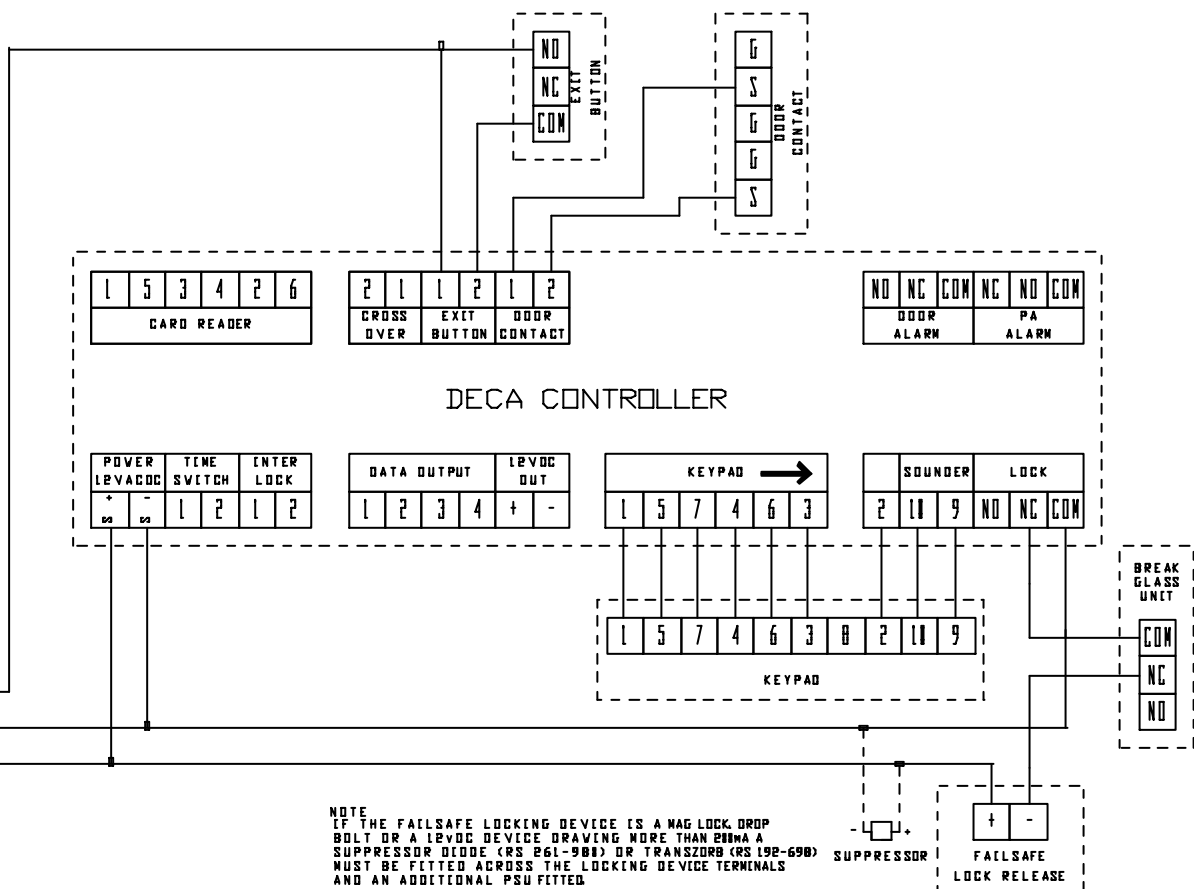 NO
NC
COM
EXIT
BUTTON
G
S
G
G
S
DOOR
CONTACT
1 5 3 4 2 6
CARD READER
2 1 1 2 1 2
CROSS OVER
EXIT BUTTON
DOOR CONTACT
NO NC COM NC NO COM
DOOR ALARM
PA ALARM
DECA CONTROLLER
POWER 12VACDC
TIME SWITCH
INTER LOCK
+ - 1 2 1 2
DATA OUTPUT
12VDC OUT
1 2 3 4 + -
KEYPAD
1 5 7 4 6 3
SOUNDER
LOCK
2 10 9 NO NC COM
1 5 7 4 6 3 8 2 10 9
KEYPAD
BREAK
GLASS
UNIT
COM
NC
NO
NOTE
IF THE FAILSAFE LOCKING DEVICE IS A MAG LOCK, DROP
BOLT OR A 12VDC DEVICE DRAWING MORE THAN 200mA A
SUPPRESSOR DIODE (RS 261-980) OR TRANSZORB (RS 192-690)
MUST BE FITTED ACROSS THE LOCKING DEVICE TERMINALS
AND AN ADDITIONAL PSU FITTED.
- +
SUPPRESSOR
+ -
FAILSAFE
LOCK RELEASE